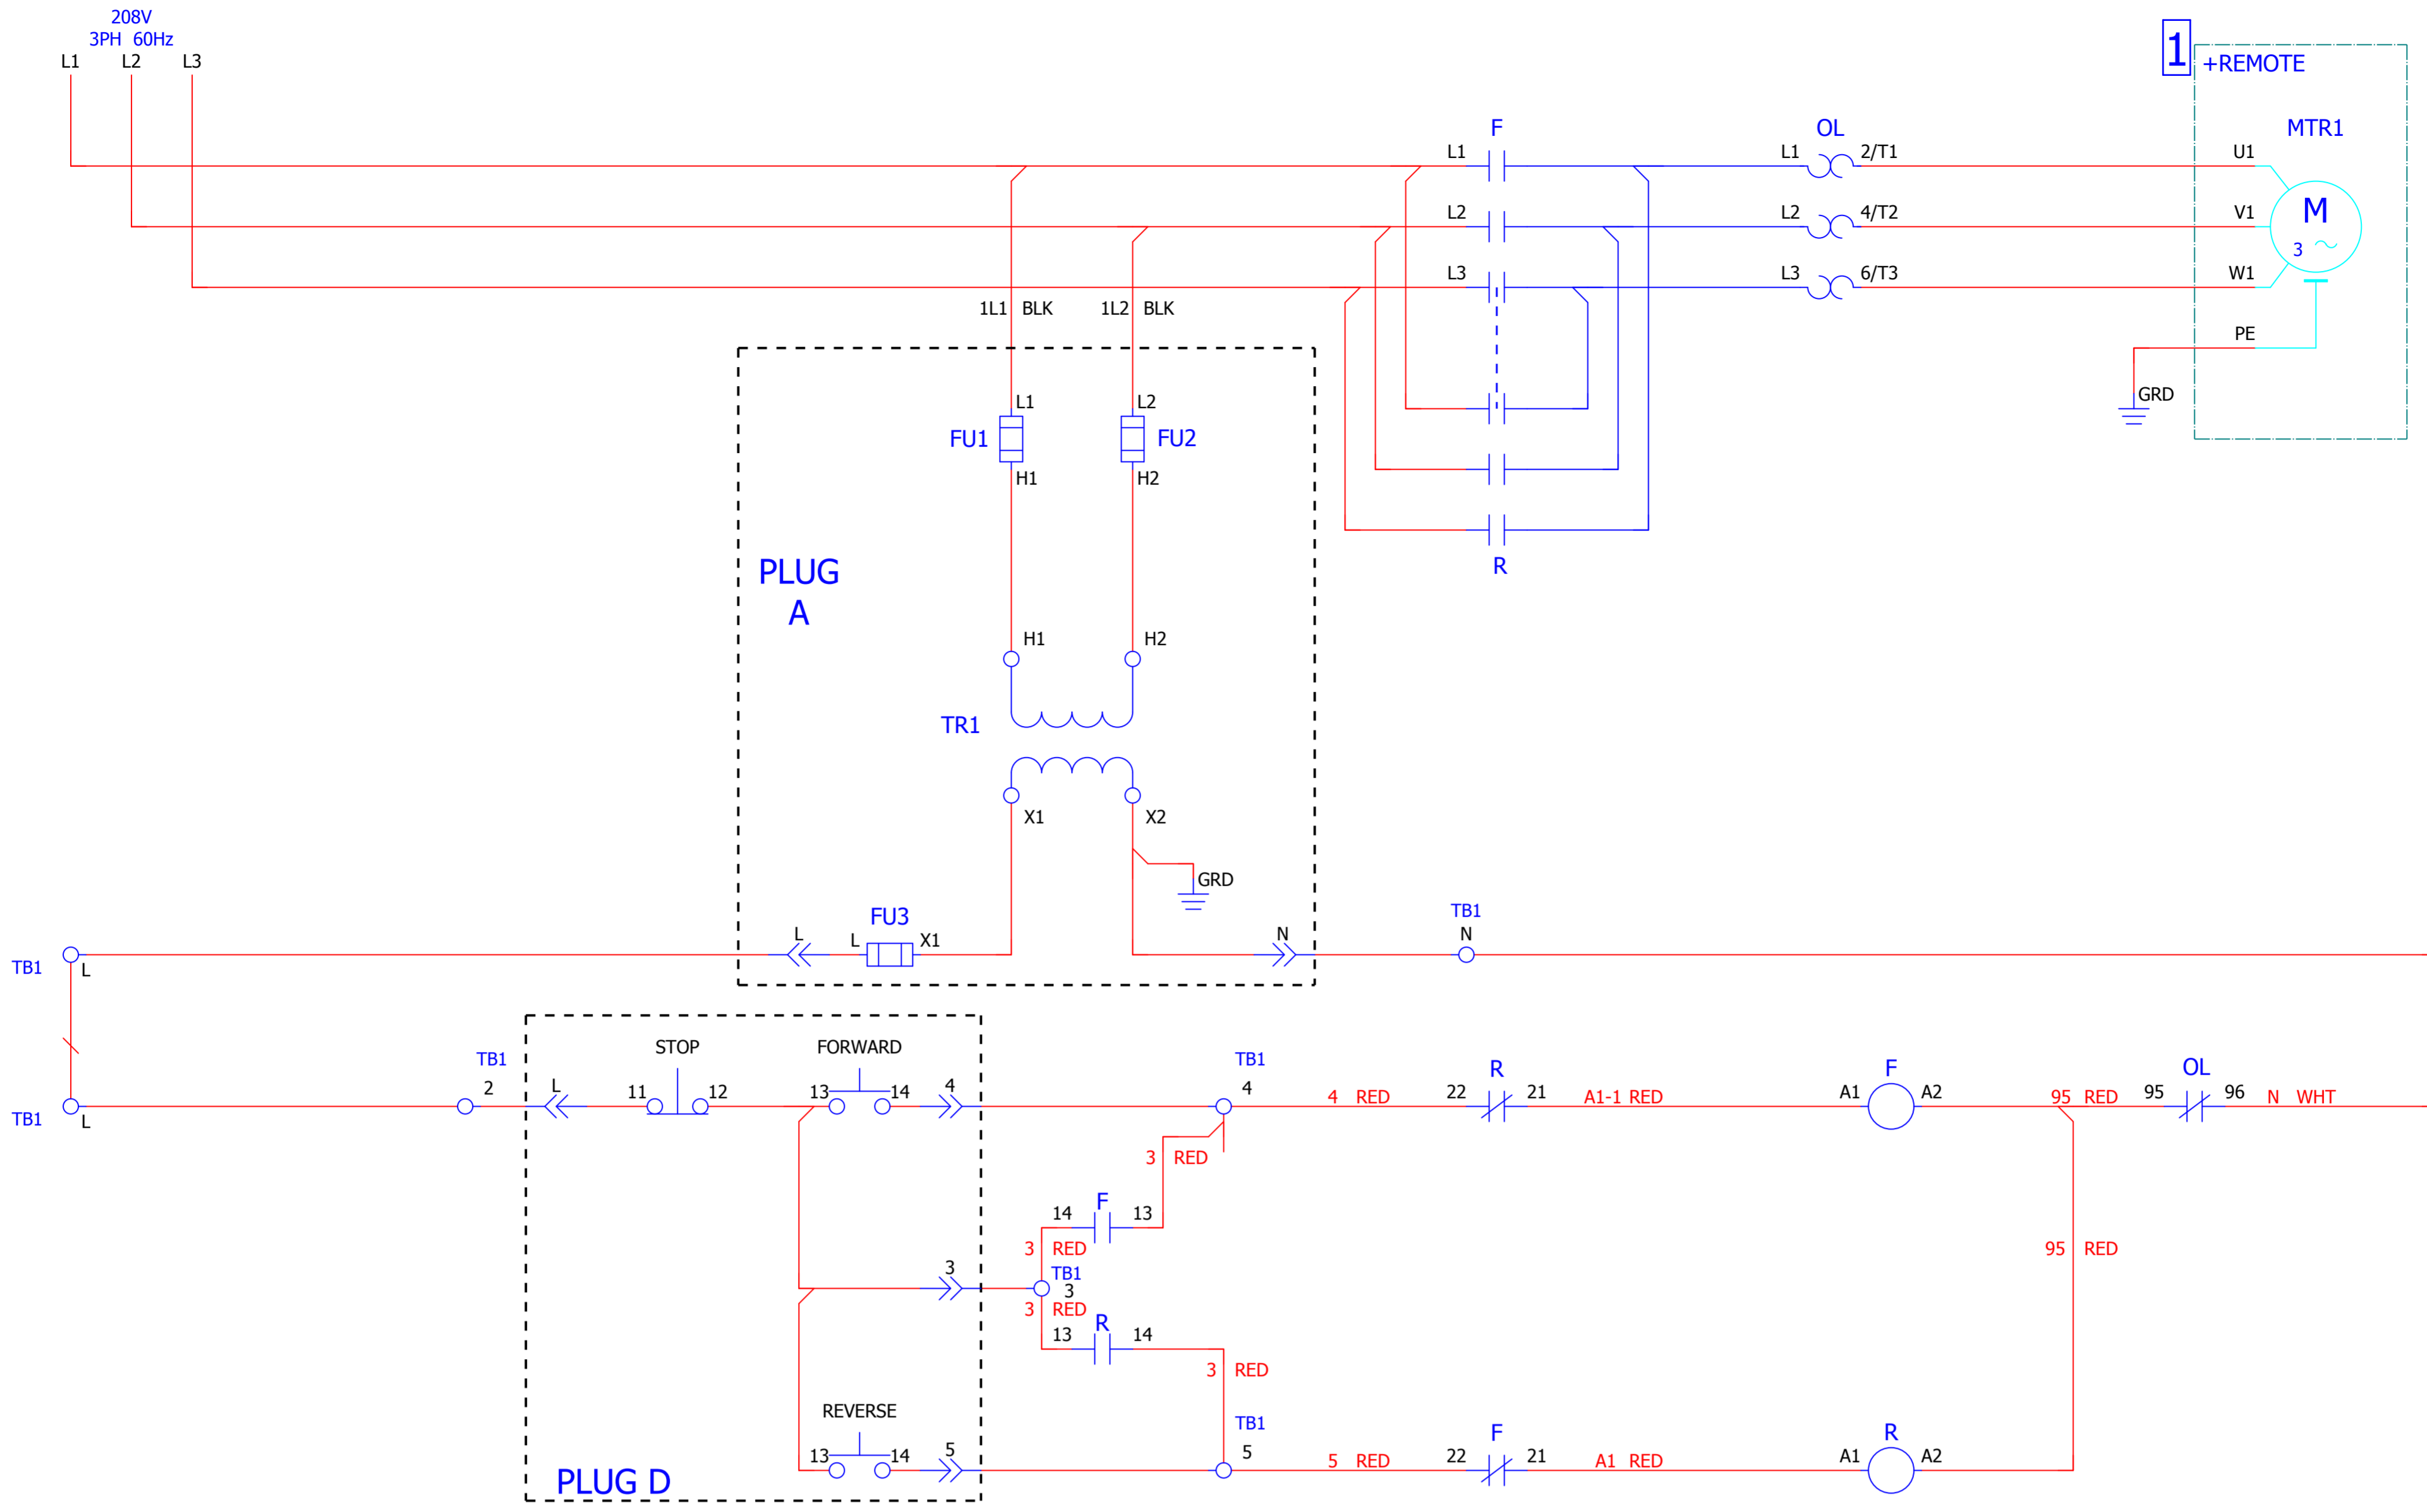 208V
3PH 60Hz
L1 L2 L3
1
+REMOTE
F OL MTR1
L1 L1 2/T1 U1
L2 L2 4/T2 V1 M
3
L3 L3 6/T3 W1
1L1 BLK 1L2 BLK
PE
GRD
L1 L2
FU1 FU2
H1 H2
R
PLUG
A
H1 H2
TR1
X1 X2
GRD
FU3 TB1
L L X1 N N
TB1 L
STOP FORWARD
TB1 TB1 R F OL
2 L 11 12 13 14 4 4 4 RED 22 21 A1-1 RED A1 A2 95 RED 95 96 N WHT
TB1 L
3 RED
F
14 13
3 RED 95 RED
3 TB1
3
3 RED
R
13 14
3 RED
REVERSE
TB1 F R
13 14 5 5 5 RED 22 21 A1 RED A1 A2
PLUG D